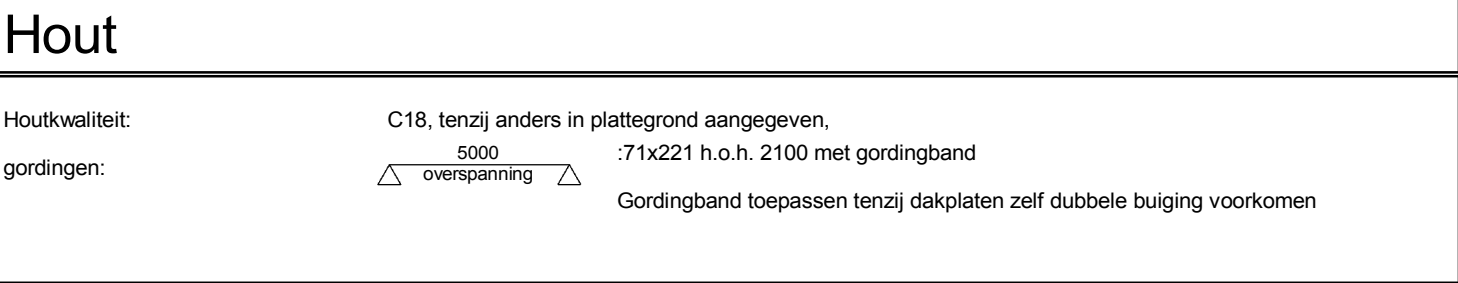 Hout
Houtkwaliteit: C18, tenzij anders in plattegrond aangegeven,
gordingen: 5000 :71x221 h.o.h. 2100 met gordingband
overspanning
Gordingband toepassen tenzij dakplaten zelf dubbele buiging voorkomen